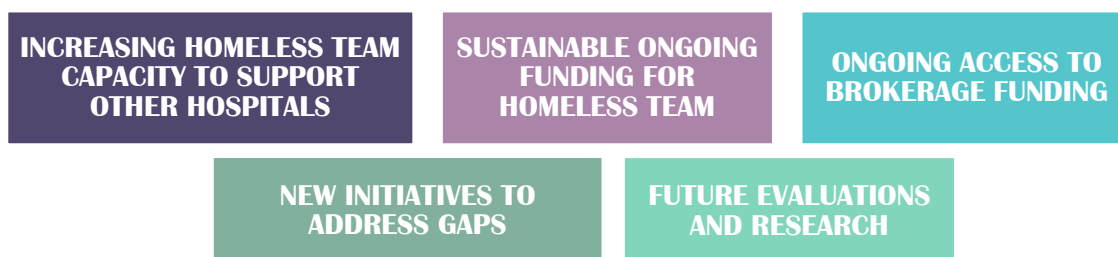 INCREASING HOMELESS TEAM
CAPACITY TO SUPPORT
OTHER HOSPITALS
SUSTAINABLE ONGOING
FUNDING FOR
HOMELESS TEAM
ONGOING ACCESS TO
BROKERAGE FUNDING
NEW INITIATIVES TO
ADDRESS GAPS
FUTURE EVALUATIONS
AND RESEARCH